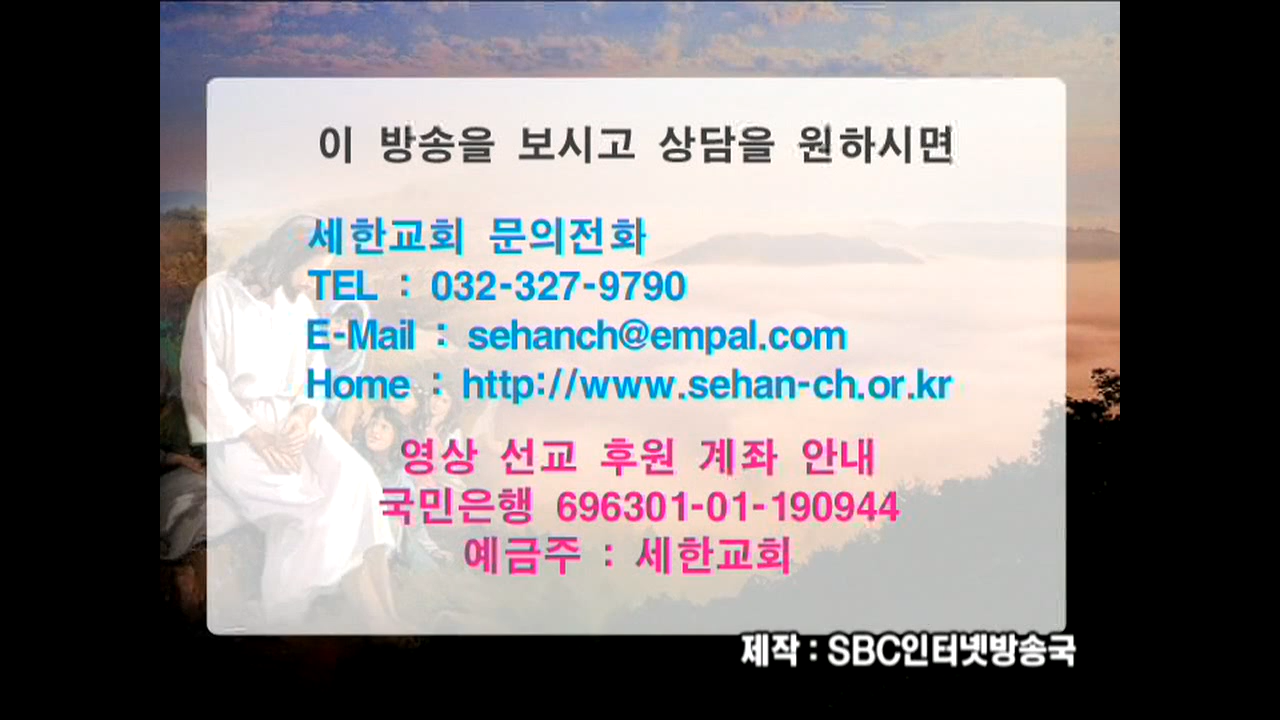 이 방송을 보시고 상담을 원하시면
세한교회 문의전화
TEL : 032-327-9790
E-Mail : sehanch@empal.com
Home : http://www.sehan-ch.or.kr
영상 선교 후원 계좌 안내
국민은행 696301-01-190944
예금주 : 세한교회
제작 : SBC인터넷방송국